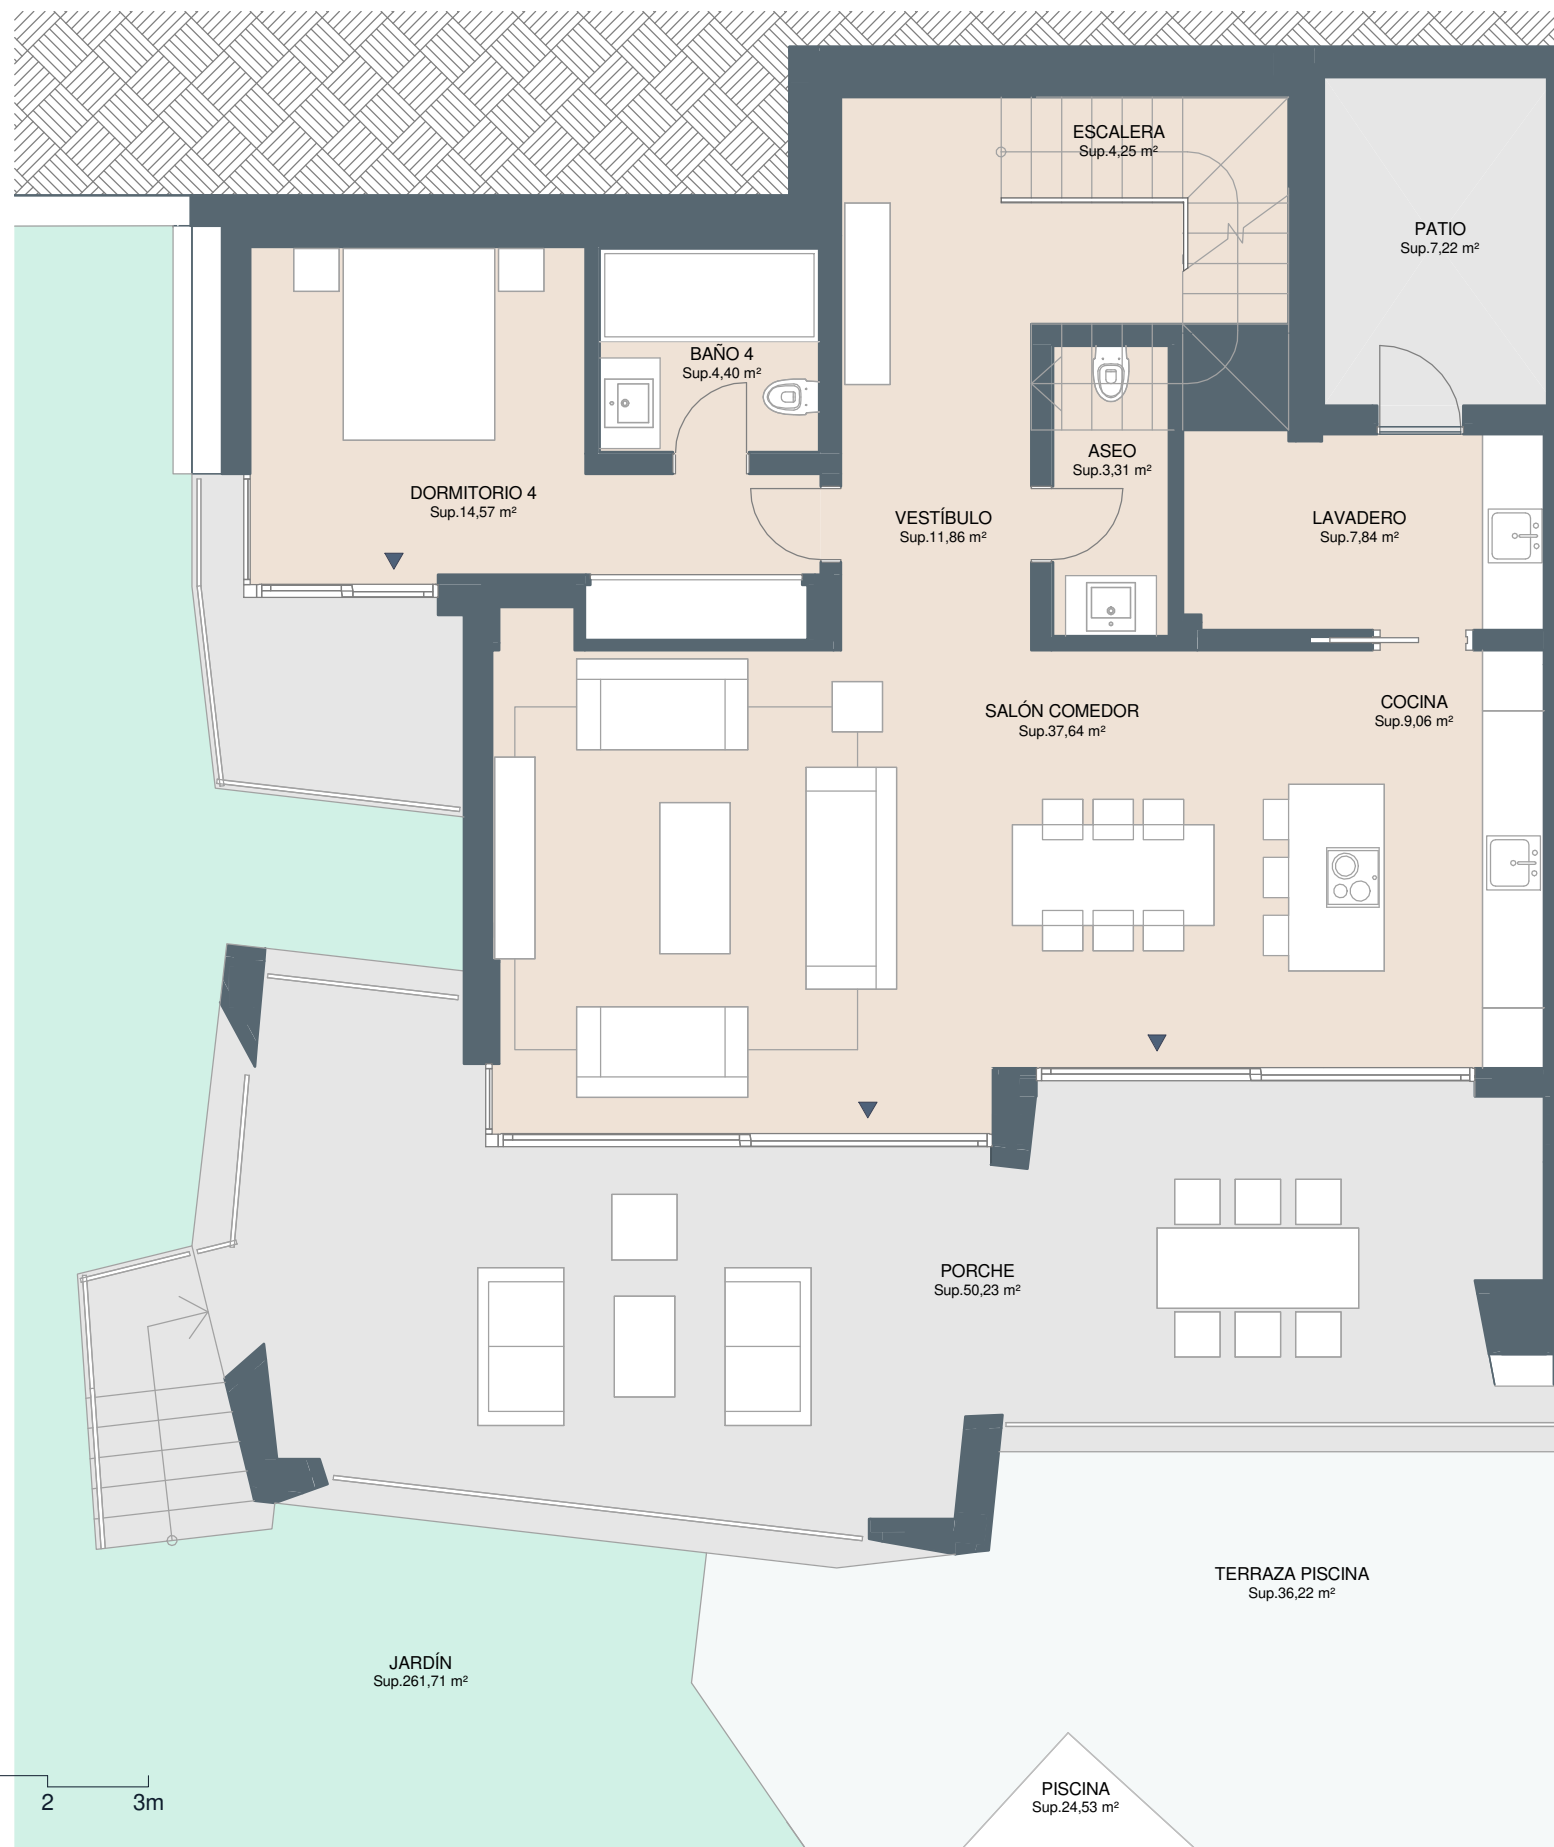 ESCALERA
Sup.4,25 m²
PATIO
Sup.7,22 m²
BAÑO 4
Sup.4,40 m²
ASEO
Sup.3,31 m²
DORMITORIO 4
Sup.14,57 m²
VESTÍBULO
Sup.11,86 m²
LAVADERO
Sup.7,84 m²
SALÓN COMEDOR
Sup.37,64 m²
COCINA
Sup.9,06 m²
PORCHE
Sup.50,23 m²
TERRAZA PISCINA
Sup.36,22 m²
JARDÍN
Sup.261,71 m²
PISCINA
Sup.24,53 m²
2 3m